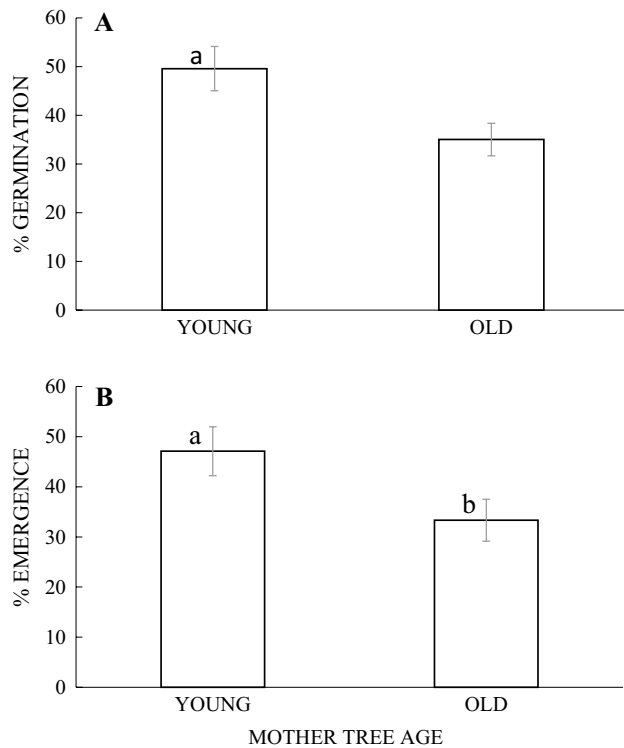 A
60
50
40
30
20
10
0
% GERMINATION
a
YOUNG OLD
B
60
50
40
30
20
10
0
% EMERGENCE
a
b
YOUNG OLD
MOTHER TREE AGE